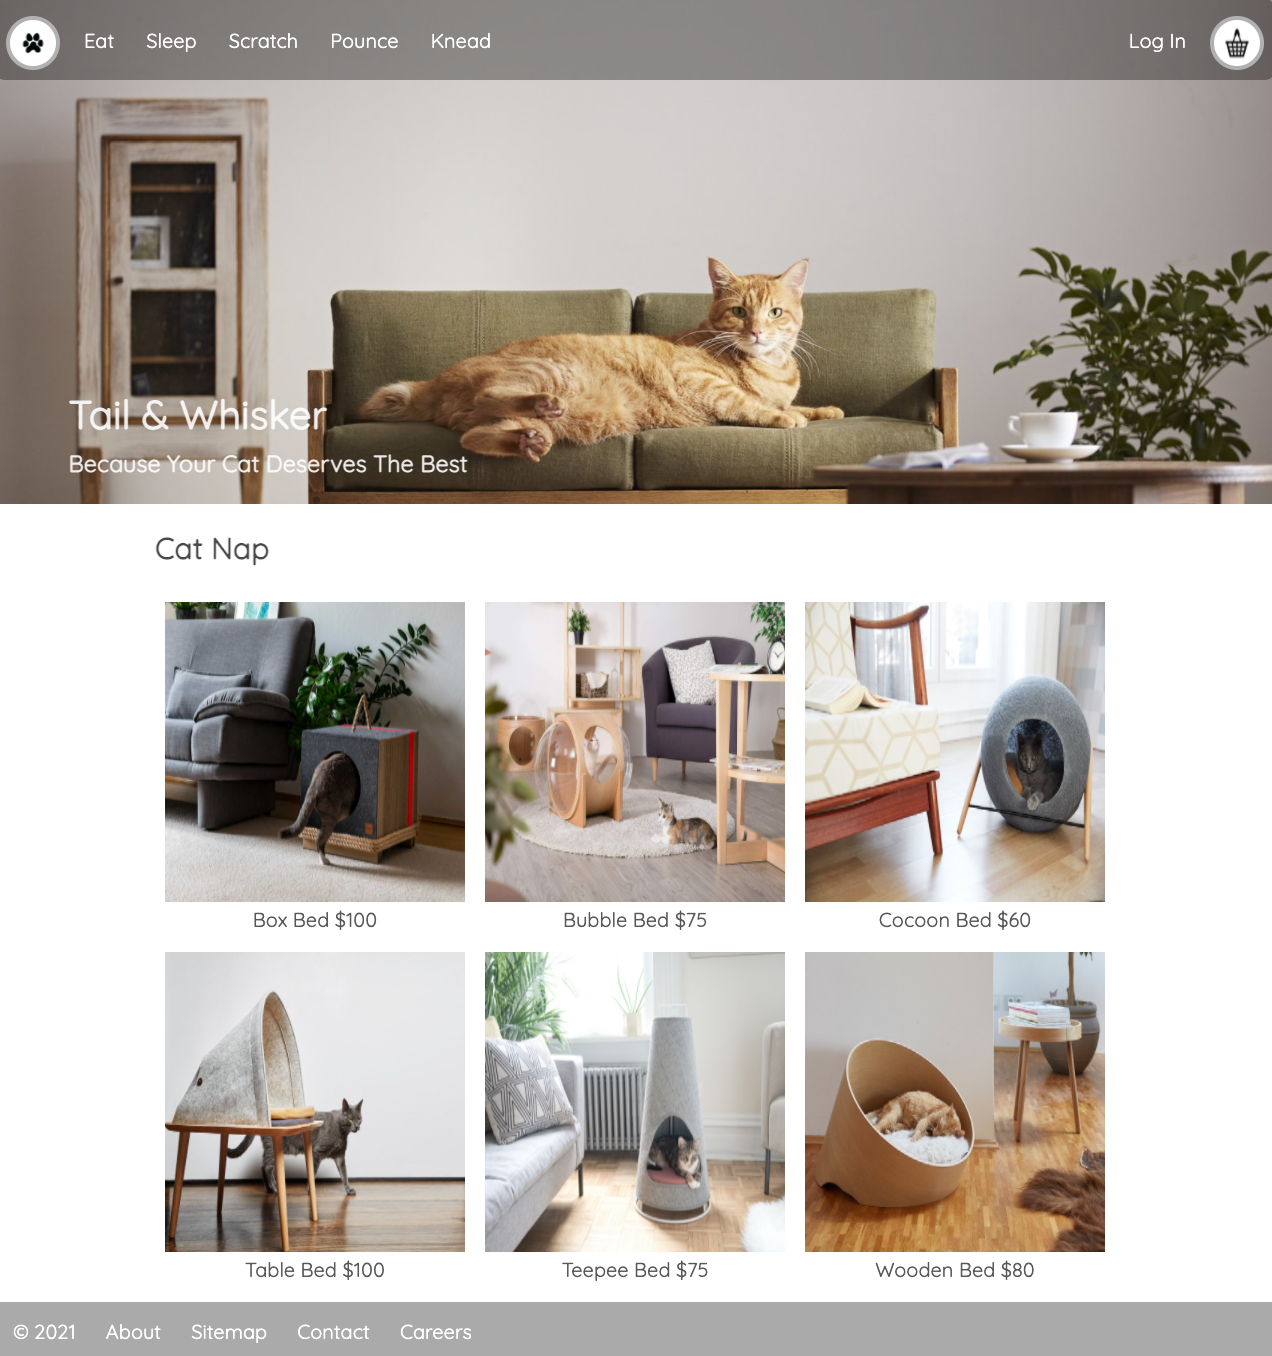 Eat Sleep Scratch Pounce Knead Log In
Tail & Whisker
Because Your Cat Deserves The Best
Cat Nap
Box Bed $100
Bubble Bed $75
Cocoon Bed $60
Table Bed $100
Teepee Bed $75
Wooden Bed $80
© 2021 About Sitemap Contact Careers